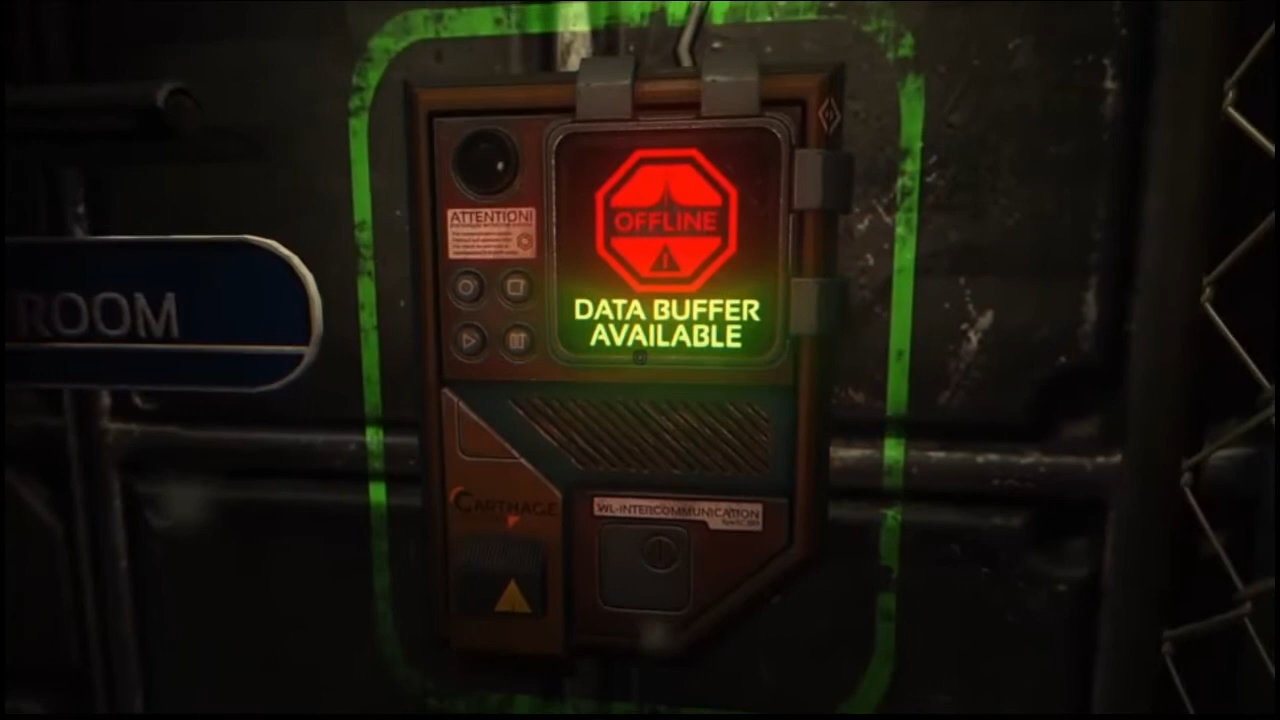 ROOM
ATTENTION!
OFFLINE
DATA BUFFER
AVAILABLE
CARTHAGE
WL-INTERCOMMUNICATION